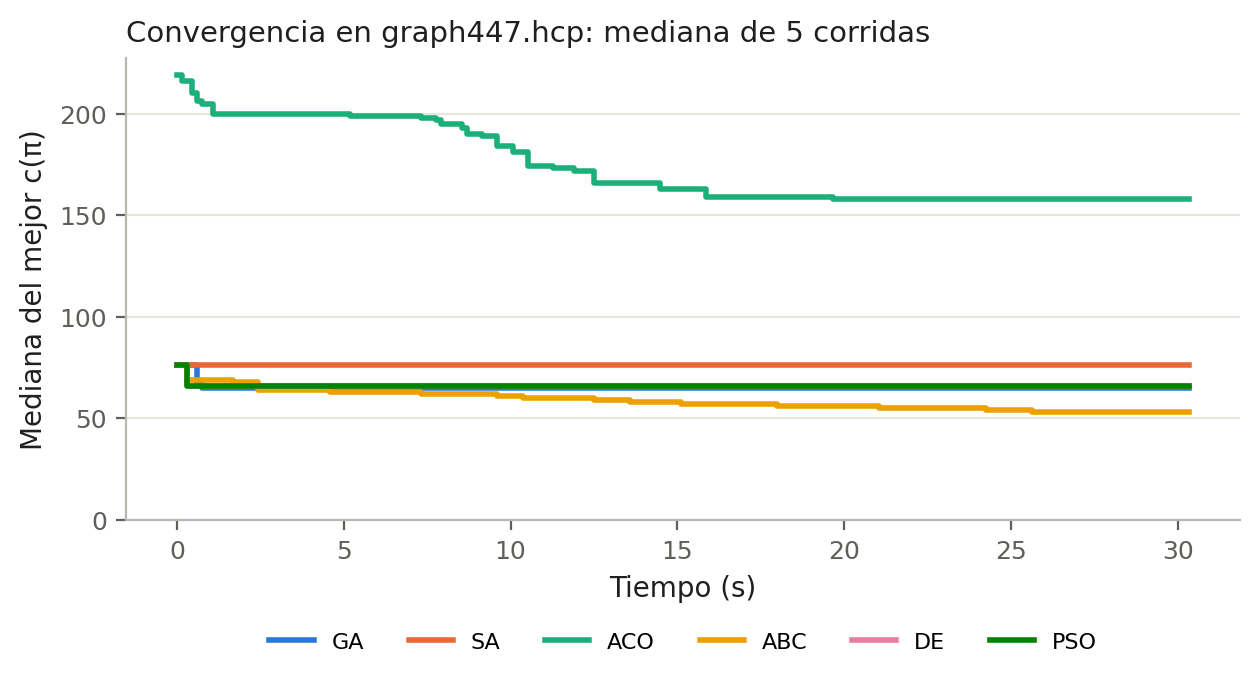 Convergencia en graph447.hcp: mediana de 5 corridas
Mediana del mejor c(π)
200
150
100
50
0
0 5 10 15 20 25 30
Tiempo (s)
GA SA ACO ABC DE PSO